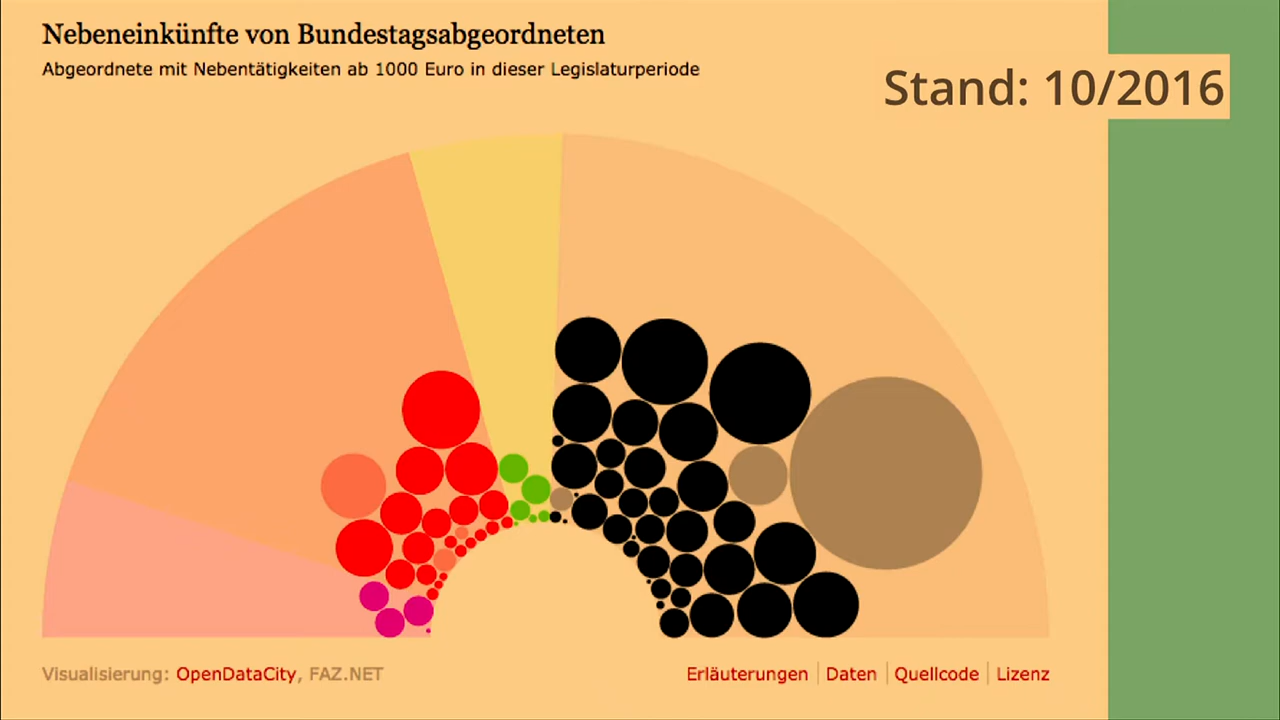 Nebeneinkünfte von Bundestagsabgeordneten
Abgeordnete mit Nebentätigkeiten ab 1000 Euro in dieser Legislaturperiode
Stand: 10/2016
Visualisierung: OpenDataCity, FAZ.NET
Erläuterungen | Daten | Quellcode | Lizenz